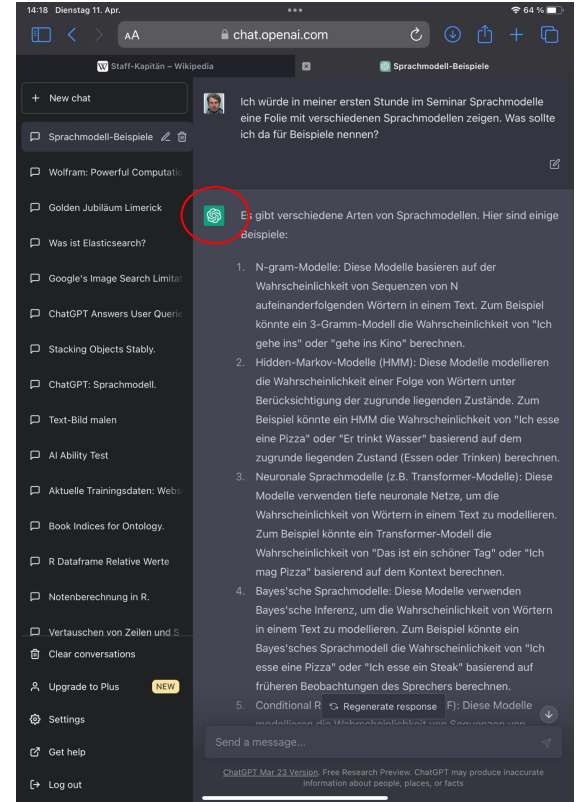 14:18 Dienstag 11. Apr.
64 %
AA
chat.openai.com
W Staff-Kapitän – Wikipedia
Sprachmodell-Beispiele
+ New chat
Sprachmodell-Beispiele
Wolfram: Powerful Computatio
Golden Jubiläum Limerick
Was ist Elasticsearch?
Google's Image Search Limitat
ChatGPT Answers User Querie
Stacking Objects Stably.
ChatGPT: Sprachmodell.
Text-Bild malen
AI Ability Test
Aktuelle Trainingsdaten: Webs
Book Indices for Ontology.
R Dataframe Relative Werte
Notenberechnung in R.
Vertauschen von Zeilen und S
Clear conversations
Upgrade to Plus NEW
Settings
Get help
Log out
Ich würde in meiner ersten Stunde im Seminar Sprachmodelle
eine Folie mit verschiedenen Sprachmodellen zeigen. Was sollte
ich da für Beispiele nennen?
Es gibt verschiedene Arten von Sprachmodellen. Hier sind einige
Beispiele:
1. N-gram-Modelle: Diese Modelle basieren auf der
Wahrscheinlichkeit von Sequenzen von N
aufeinanderfolgenden Wörtern in einem Text. Zum Beispiel
könnte ein 3-Gramm-Modell die Wahrscheinlichkeit von "Ich
gehe ins" oder "gehe ins Kino" berechnen.
2. Hidden-Markov-Modelle (HMM): Diese Modelle modellieren
die Wahrscheinlichkeit einer Folge von Wörtern unter
Berücksichtigung der zugrunde liegenden Zustände. Zum
Beispiel könnte ein HMM die Wahrscheinlichkeit von "Ich esse
eine Pizza" oder "Er trinkt Wasser" basierend auf dem
zugrunde liegenden Zustand (Essen oder Trinken) berechnen.
3. Neuronale Sprachmodelle (z.B. Transformer-Modelle): Diese
Modelle verwenden tiefe neuronale Netze, um die
Wahrscheinlichkeit von Wörtern in einem Text zu modellieren.
Zum Beispiel könnte ein Transformer-Modell die
Wahrscheinlichkeit von "Das ist ein schöner Tag" oder "Ich
mag Pizza" basierend auf dem Kontext berechnen.
4. Bayes'sche Sprachmodelle: Diese Modelle verwenden
Bayes'sche Inferenz, um die Wahrscheinlichkeit von Wörtern
in einem Text zu modellieren. Zum Beispiel könnte ein
Bayes'sches Sprachmodell die Wahrscheinlichkeit von "Ich
esse eine Pizza" oder "Ich esse ein Steak" basierend auf
früheren Beobachtungen des Sprechers berechnen.
5. Conditional R F): Diese Modelle
Regenerate response
modellieren die Wahrscheinlichkeit von Sequenzen von
Send a message...
ChatGPT Mar 23 Version. Free Research Preview. ChatGPT may produce inaccurate
information about people, places, or facts